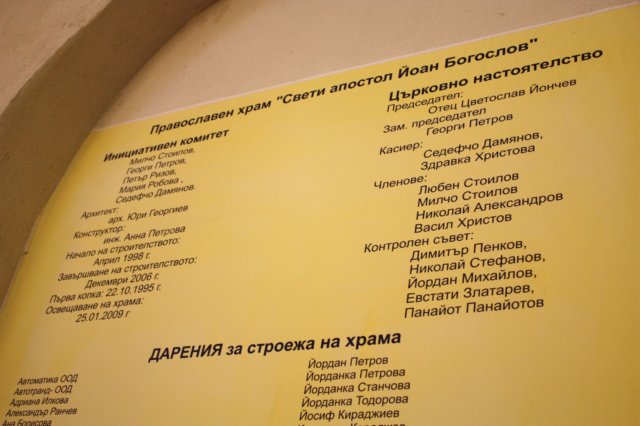 Православен храм "Свети апостол Йоан Богослов"
Инициативен комитет
Милчо Стоилов,
Георги Петров,
Петър Ризов,
Мария Робова .
Седефчо Дамянов.
Архитект:
арх. Юри Георгиев
Конструктор:
инж. Анна Петрова
Начало на строителството:
Април 1998 г.
Завършване на строителството:
Декември 2006 г.
Първа копка: 22.10.1995 г.
Освещаване на храма:
25.01.2009 г
Църковно настоятелство
Председател:
Отец Цветослав Йончев
Зам. председател
Георги Петров
Касиер:
Седефчо Дамянов,
Здравка Христова
Членове:
Любен Стоилов
Милчо Стоилов
Николай Александров
Васил Христов
Контролен съвет:
Димитър Пенков,
Николай Стефанов,
Йордан Михайлов,
Евстати Златарев,
Панайот Панайотов
ДАРЕНИЯ за строежа на храма
Автоматика ООД
Автотранд- ООД
Адриана Илкова
Александър Ранчев
Ана Борисова
Йордан Петров
Йорданка Петрова
Йорданка Станчова
Йорданка Тодорова
Йосиф Кираджиев